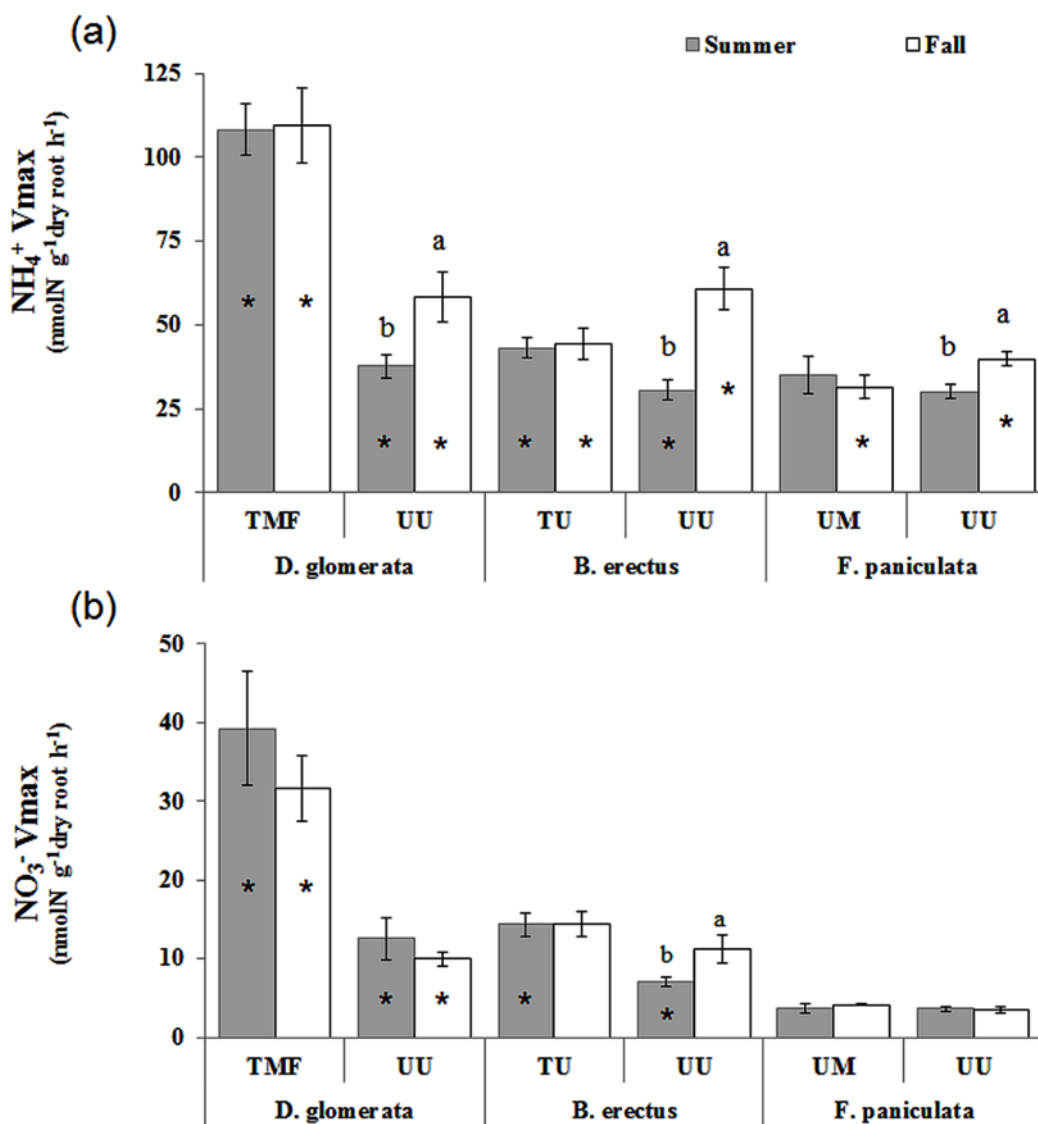 (a)
Summer Fall
NH₄⁺ Vmax
(nmolN g⁻¹dry root h⁻¹)
125
100
75
50
25
0
a
b
a
b
a
b
* * * * * * * * * *
TMF UU TU UU UM UU
D. glomerata B. erectus F. paniculata
(b)
NO₃- Vmax
(nmolN g⁻¹dry root h⁻¹)
50
40
30
20
10
0
b a
* * * * * *
TMF UU TU UU UM UU
D. glomerata B. erectus F. paniculata